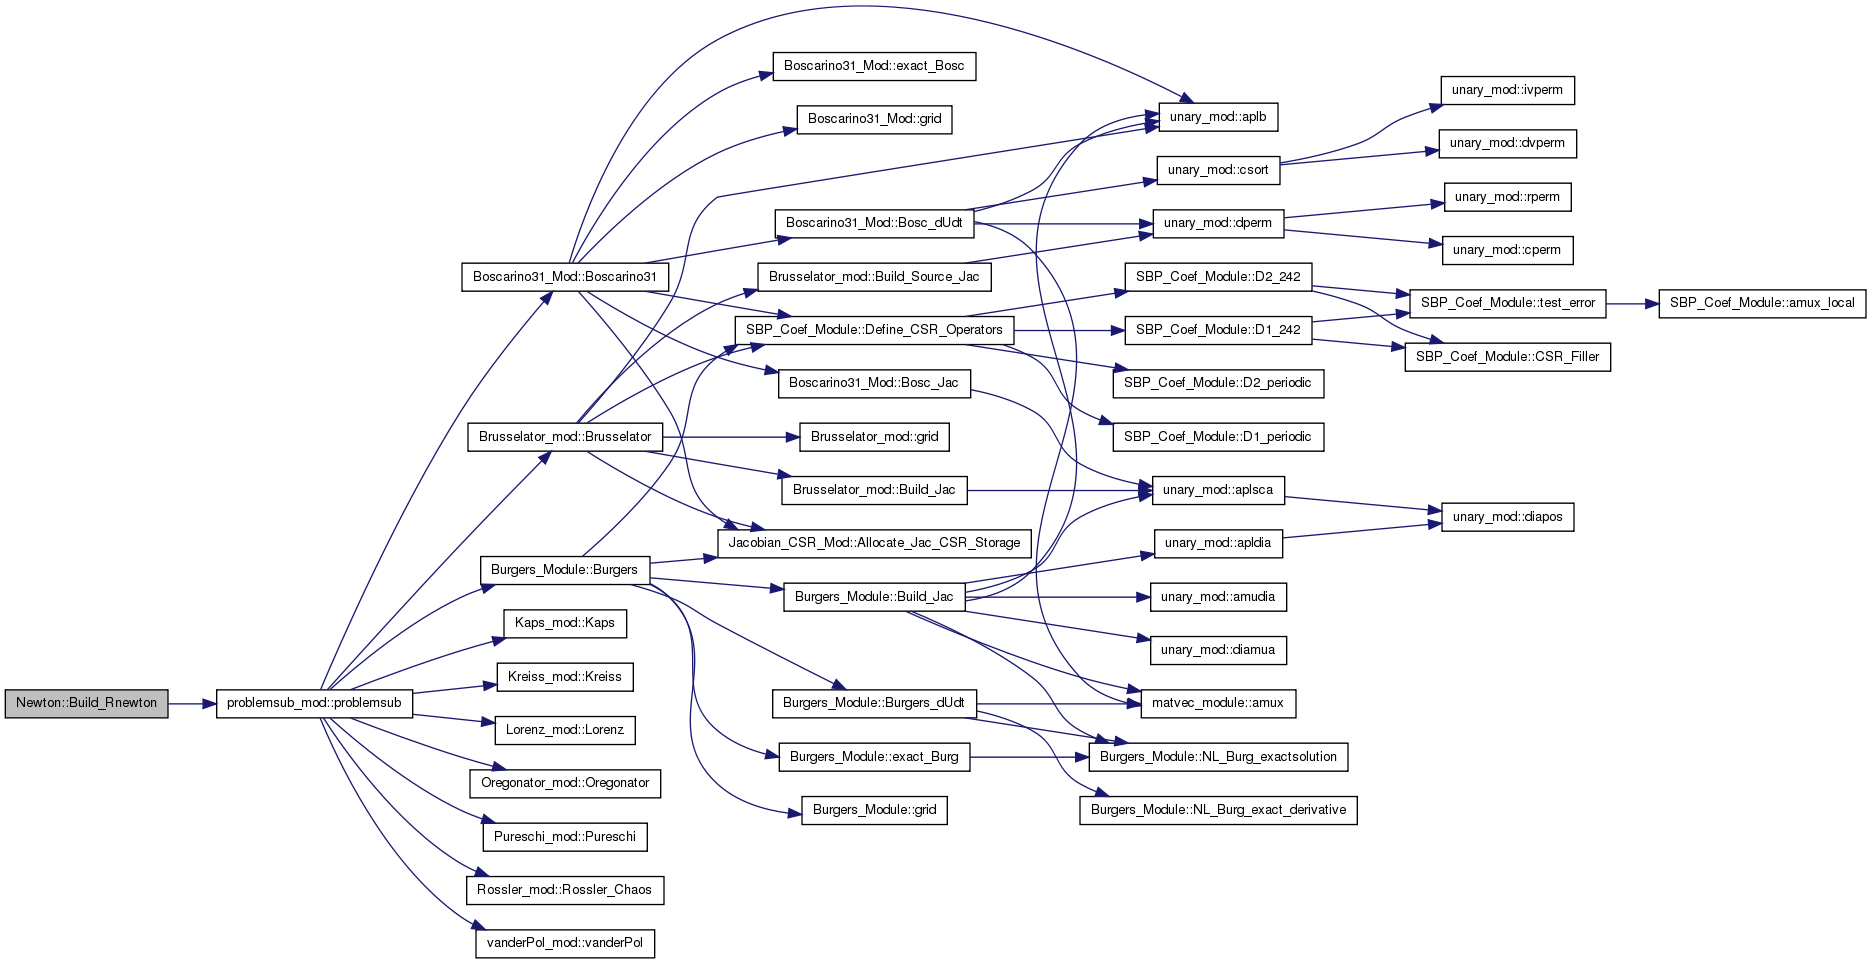 Newton::Build_Rnewton
problemsub_mod::problemsub
Boscarino31_Mod::Boscarino31
Brusselator_mod::Brusselator
Burgers_Module::Burgers
Kaps_mod::Kaps
Kreiss_mod::Kreiss
Lorenz_mod::Lorenz
Oregonator_mod::Oregonator
Pureschi_mod::Pureschi
Rossler_mod::Rossler_Chaos
vanderPol_mod::vanderPol
Boscarino31_Mod::exact_Bosc
Boscarino31_Mod::grid
Boscarino31_Mod::Bosc_dUdt
Brusselator_mod::Build_Source_Jac
SBP_Coef_Module::Define_CSR_Operators
Boscarino31_Mod::Bosc_Jac
Brusselator_mod::grid
Brusselator_mod::Build_Jac
Jacobian_CSR_Mod::Allocate_Jac_CSR_Storage
Burgers_Module::Build_Jac
Burgers_Module::Burgers_dUdt
Burgers_Module::exact_Burg
Burgers_Module::grid
unary_mod::aplb
unary_mod::csort
unary_mod::dperm
SBP_Coef_Module::D2_242
SBP_Coef_Module::D1_242
SBP_Coef_Module::D2_periodic
SBP_Coef_Module::D1_periodic
unary_mod::aplsca
unary_mod::apldia
unary_mod::amudia
unary_mod::diamua
matvec_module::amux
Burgers_Module::NL_Burg_exactsolution
Burgers_Module::NL_Burg_exact_derivative
unary_mod::ivperm
unary_mod::dvperm
unary_mod::rperm
unary_mod::cperm
SBP_Coef_Module::test_error
SBP_Coef_Module::CSR_Filler
unary_mod::diapos
SBP_Coef_Module::amux_local